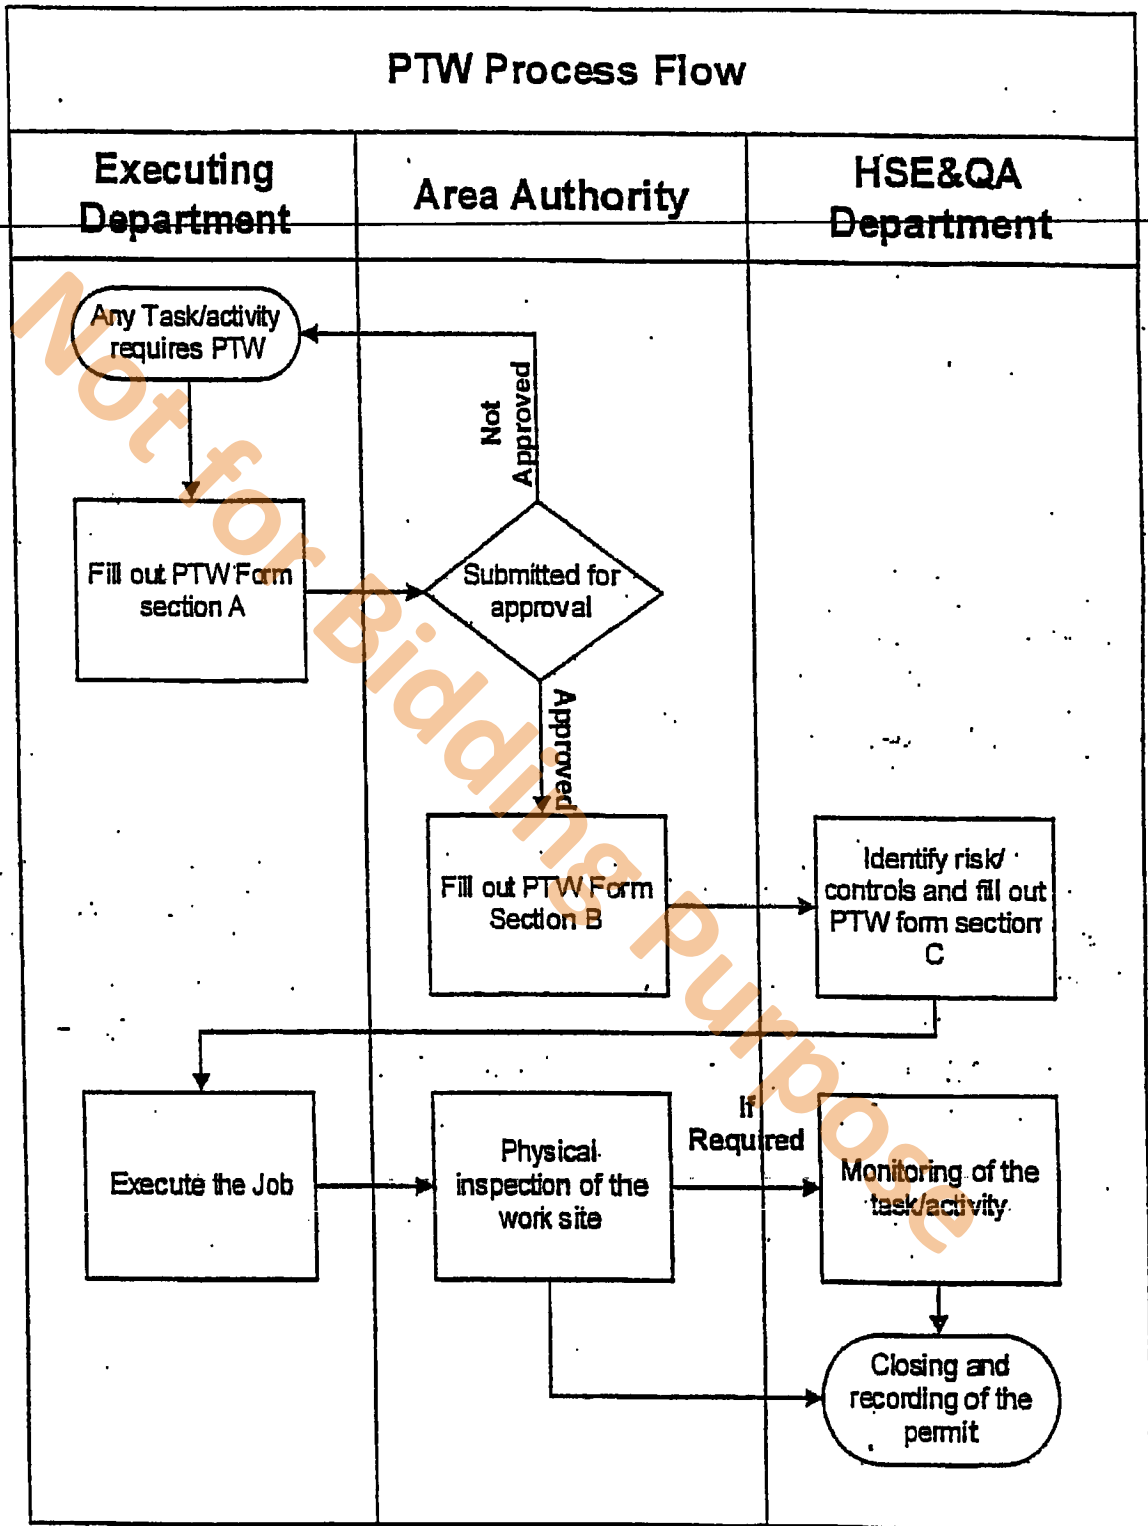 PTW Process Flow
Executing
Department
Area Authority
HSE&QA
Department
Any Task/activity
requires PTW
Not
Approved
Fill out PTW Form
section A
Submitted for
approval
Approved
Fill out PTW Form
Section B
Identify risk/
controls and fill out
PTW form section
C
Execute the Job
Physical
inspection of the
work site
If
Required
Monitoring of the
task/activity
Closing and
recording of the
permit
Not for Bidding Purpose